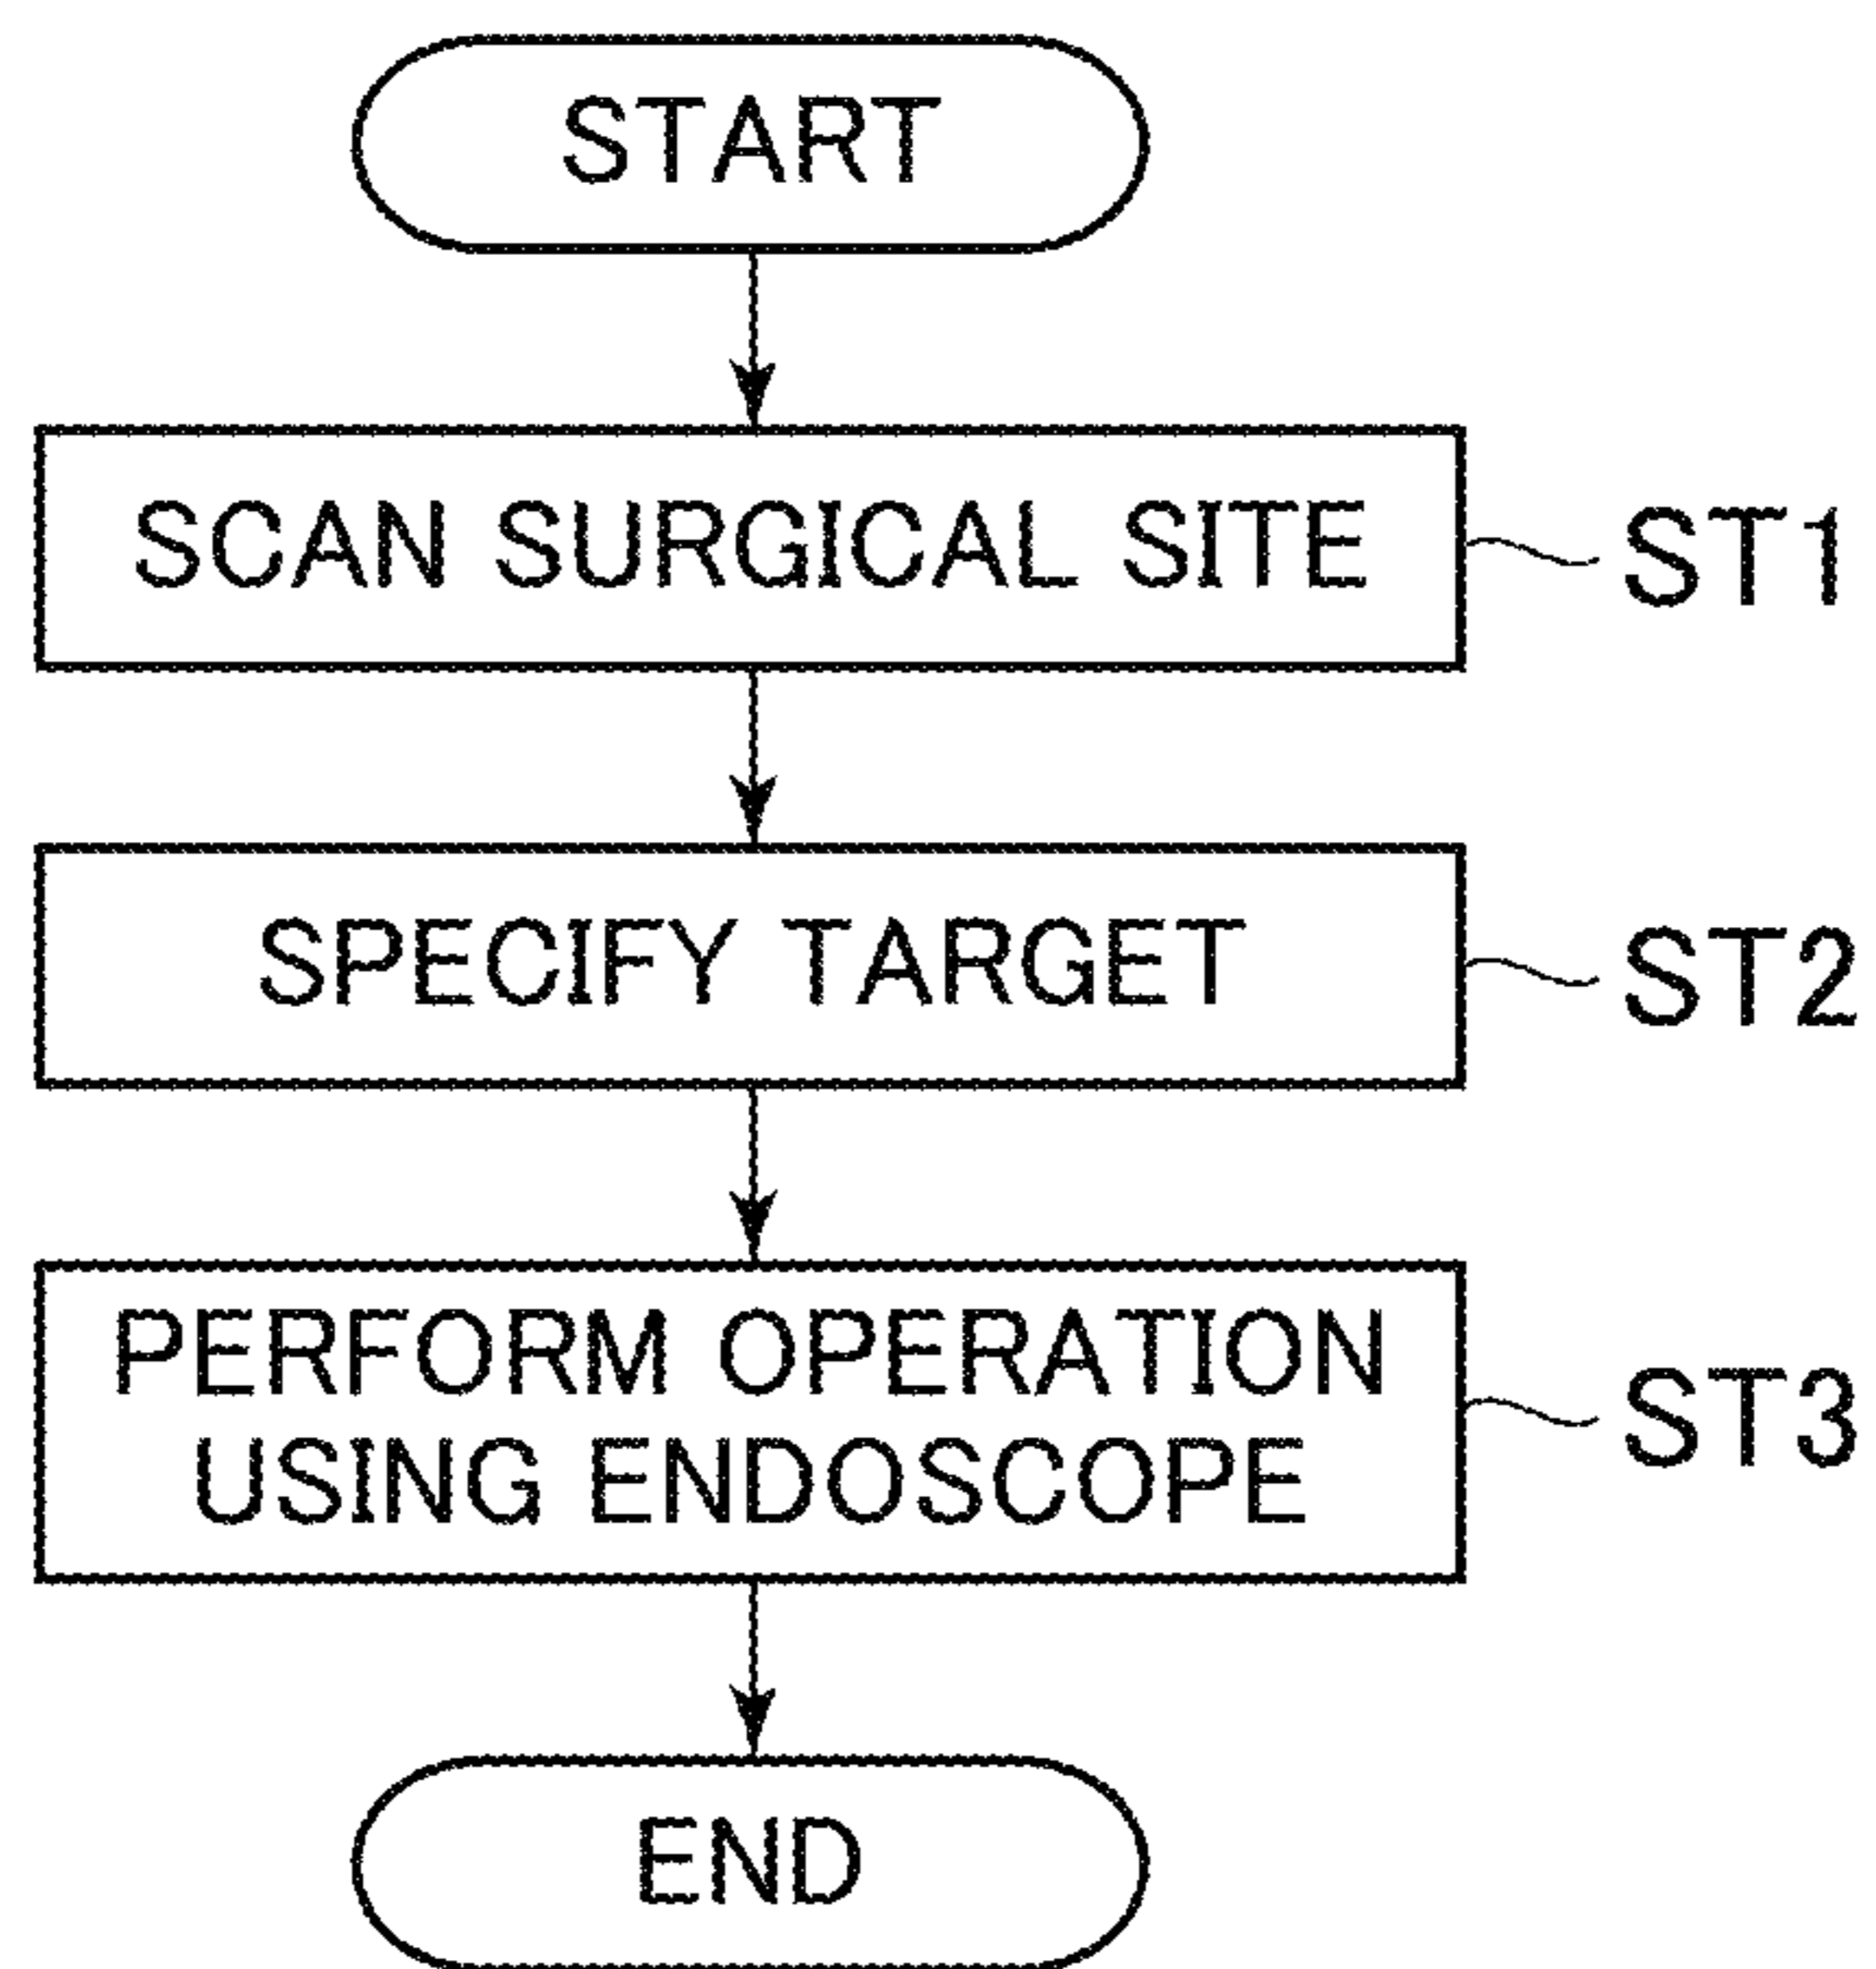 START
SCAN SURGICAL SITE
ST1
SPECIFY TARGET
ST2
PERFORM OPERATION
USING ENDOSCOPE
ST3
END